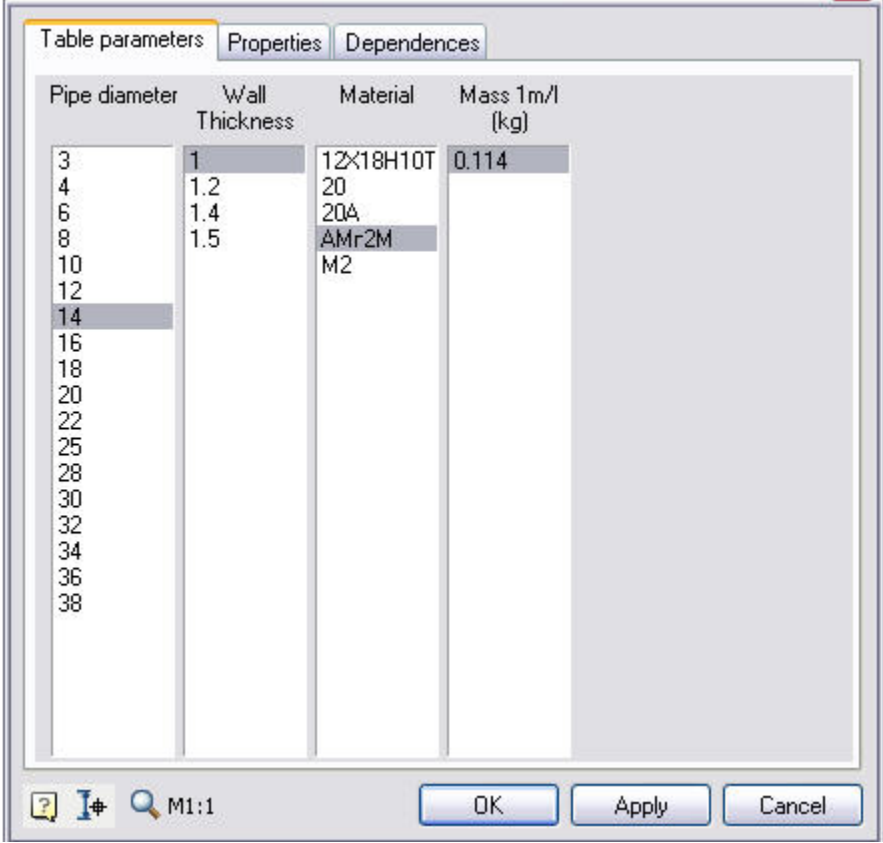 Table parameters Properties Dependences
Pipe diameter Wall Thickness Material Mass 1m/l (kg)
3 1 12X18H10T 0.114
4 1.2 20
6 1.4 20A
8 1.5 АМг2М
10 M2
12
14
16
18
20
22
25
28
30
32
34
36
38
M1:1 OK Apply Cancel